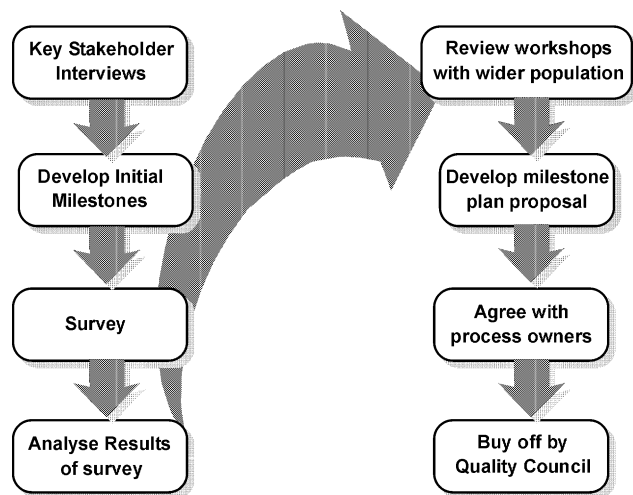 Key Stakeholder
Interviews
Develop Initial
Milestones
Survey
Analyse Results
of survey
Review workshops
with wider population
Develop milestone
plan proposal
Agree with
process owners
Buy off by
Quality Council